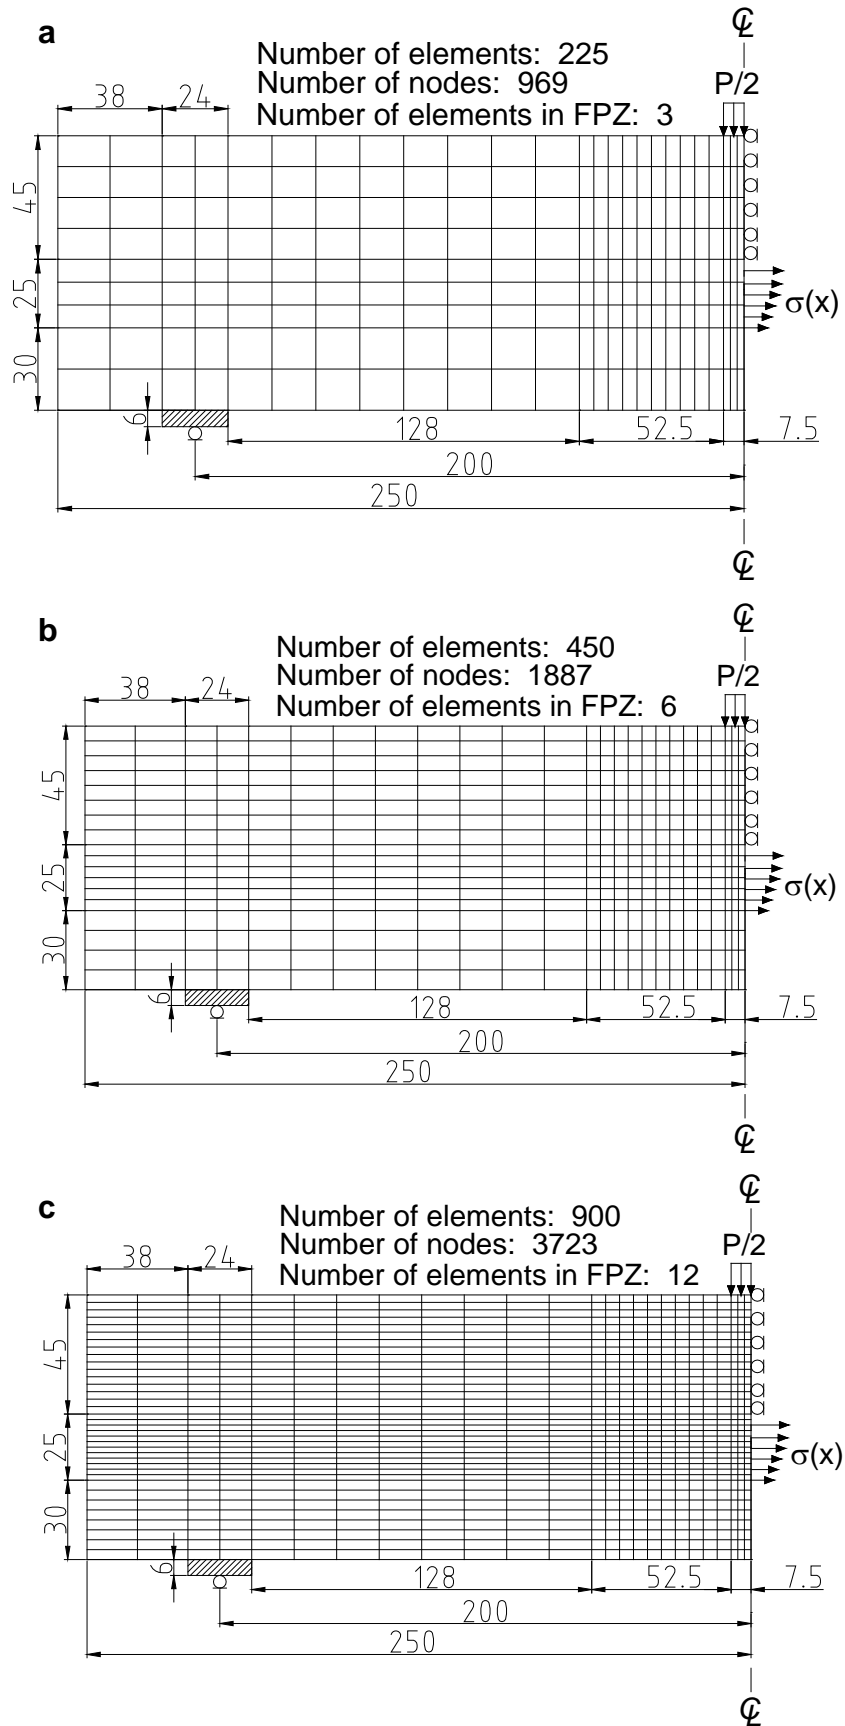 a
℄
Number of elements: 225
Number of nodes: 969
Number of elements in FPZ: 3
P/2
38
24
45
25
30
σ(x)
6
128
52.5
7.5
200
250
℄
b
℄
Number of elements: 450
Number of nodes: 1887
Number of elements in FPZ: 6
P/2
38
24
45
25
30
σ(x)
6
128
52.5
7.5
200
250
℄
c
℄
Number of elements: 900
Number of nodes: 3723
Number of elements in FPZ: 12
P/2
38
24
45
25
30
σ(x)
6
128
52.5
7.5
200
250
℄